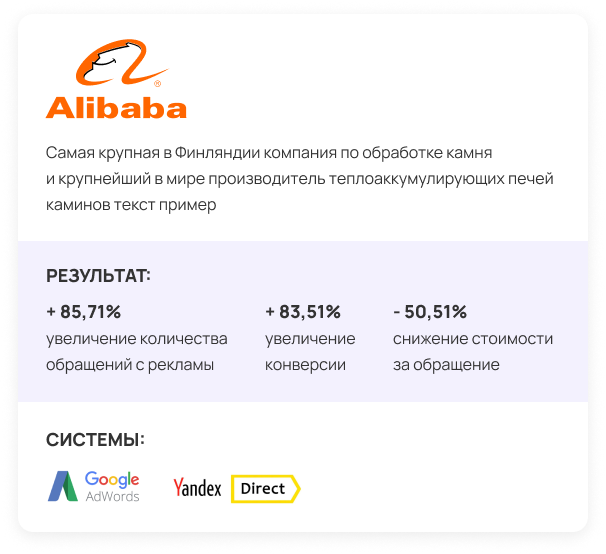 Alibaba
Самая крупная в Финляндии компания по обработке камня
и крупнейший в мире производитель теплоаккумулирующих печей
каминов текст пример
РЕЗУЛЬТАТ:
+ 85,71% + 83,51% - 50,51%
увеличение количества увеличение снижение стоимости
обращений с рекламы конверсии за обращение
СИСТЕМЫ:
Google
AdWords
Yandex Direct